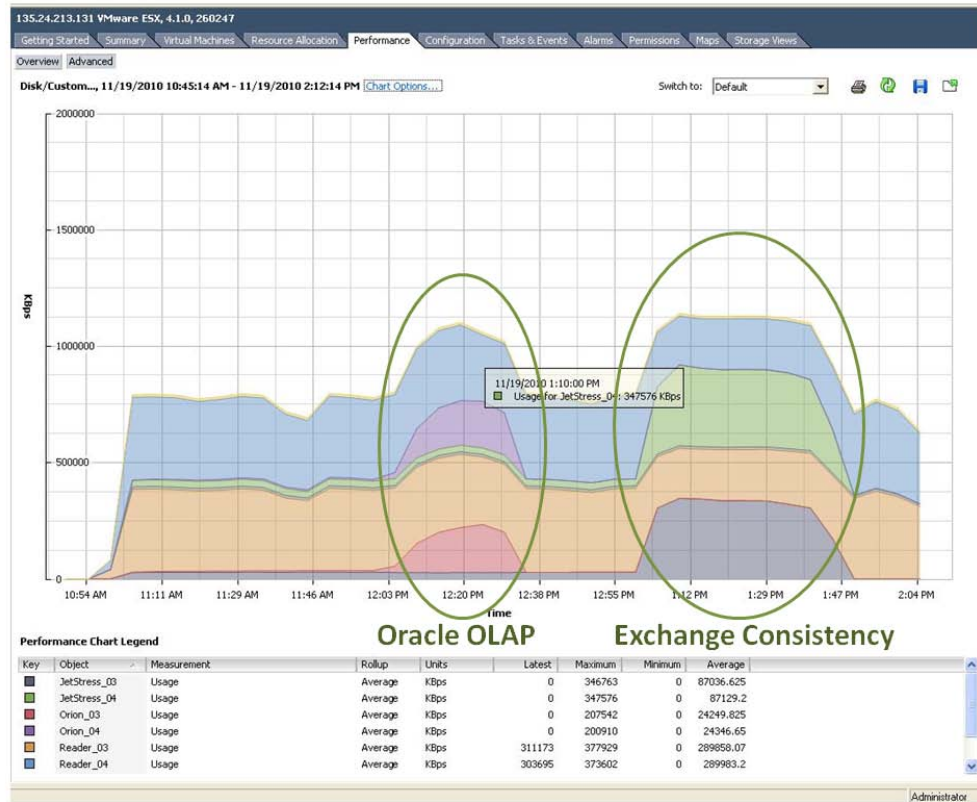 135.24.213.131 VMware ESX, 4.1.0, 260247
Getting Started Summary Virtual Machines Resource Allocation Performance Configuration Tasks & Events Alarms Permissions Maps Storage Views
Overview Advanced
Disk/Custom..., 11/19/2010 10:45:14 AM - 11/19/2010 2:12:14 PM Chart Options... Switch to: Default
2000000
1500000
1000000
500000
0
KBps
11/19/2010 1:10:00 PM
Usage for JetStress_04: 347576 KBps
10:54 AM 11:11 AM 11:29 AM 11:46 AM 12:03 PM 12:20 PM 12:38 PM 12:55 PM 1:12 PM 1:29 PM 1:47 PM 2:04 PM
Time
Oracle OLAP Exchange Consistency
Performance Chart Legend
Key Object Measurement Rollup Units Latest Maximum Minimum Average
JetStress_03 Usage Average KBps 0 346763 0 87036.625
JetStress_04 Usage Average KBps 0 347576 0 87129.2
Orion_03 Usage Average KBps 0 207542 0 24249.825
Orion_04 Usage Average KBps 0 200910 0 24346.65
Reader_03 Usage Average KBps 311173 377929 0 289858.07
Reader_04 Usage Average KBps 303695 373602 0 289983.2
Administrator